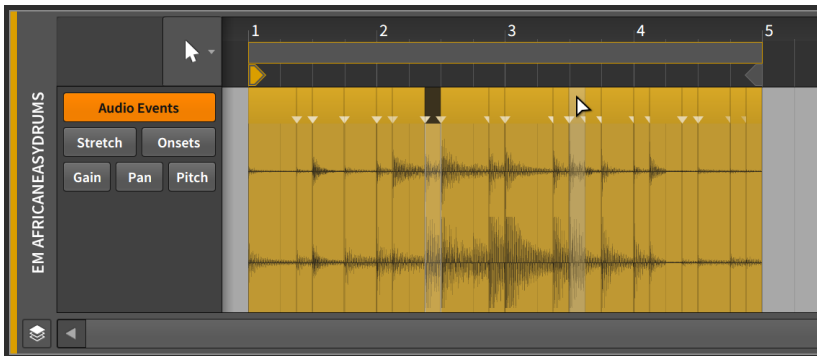 1 2 3 4 5
EM AFRICANEASYDRUMS
Audio Events
Stretch Onsets
Gain Pan Pitch